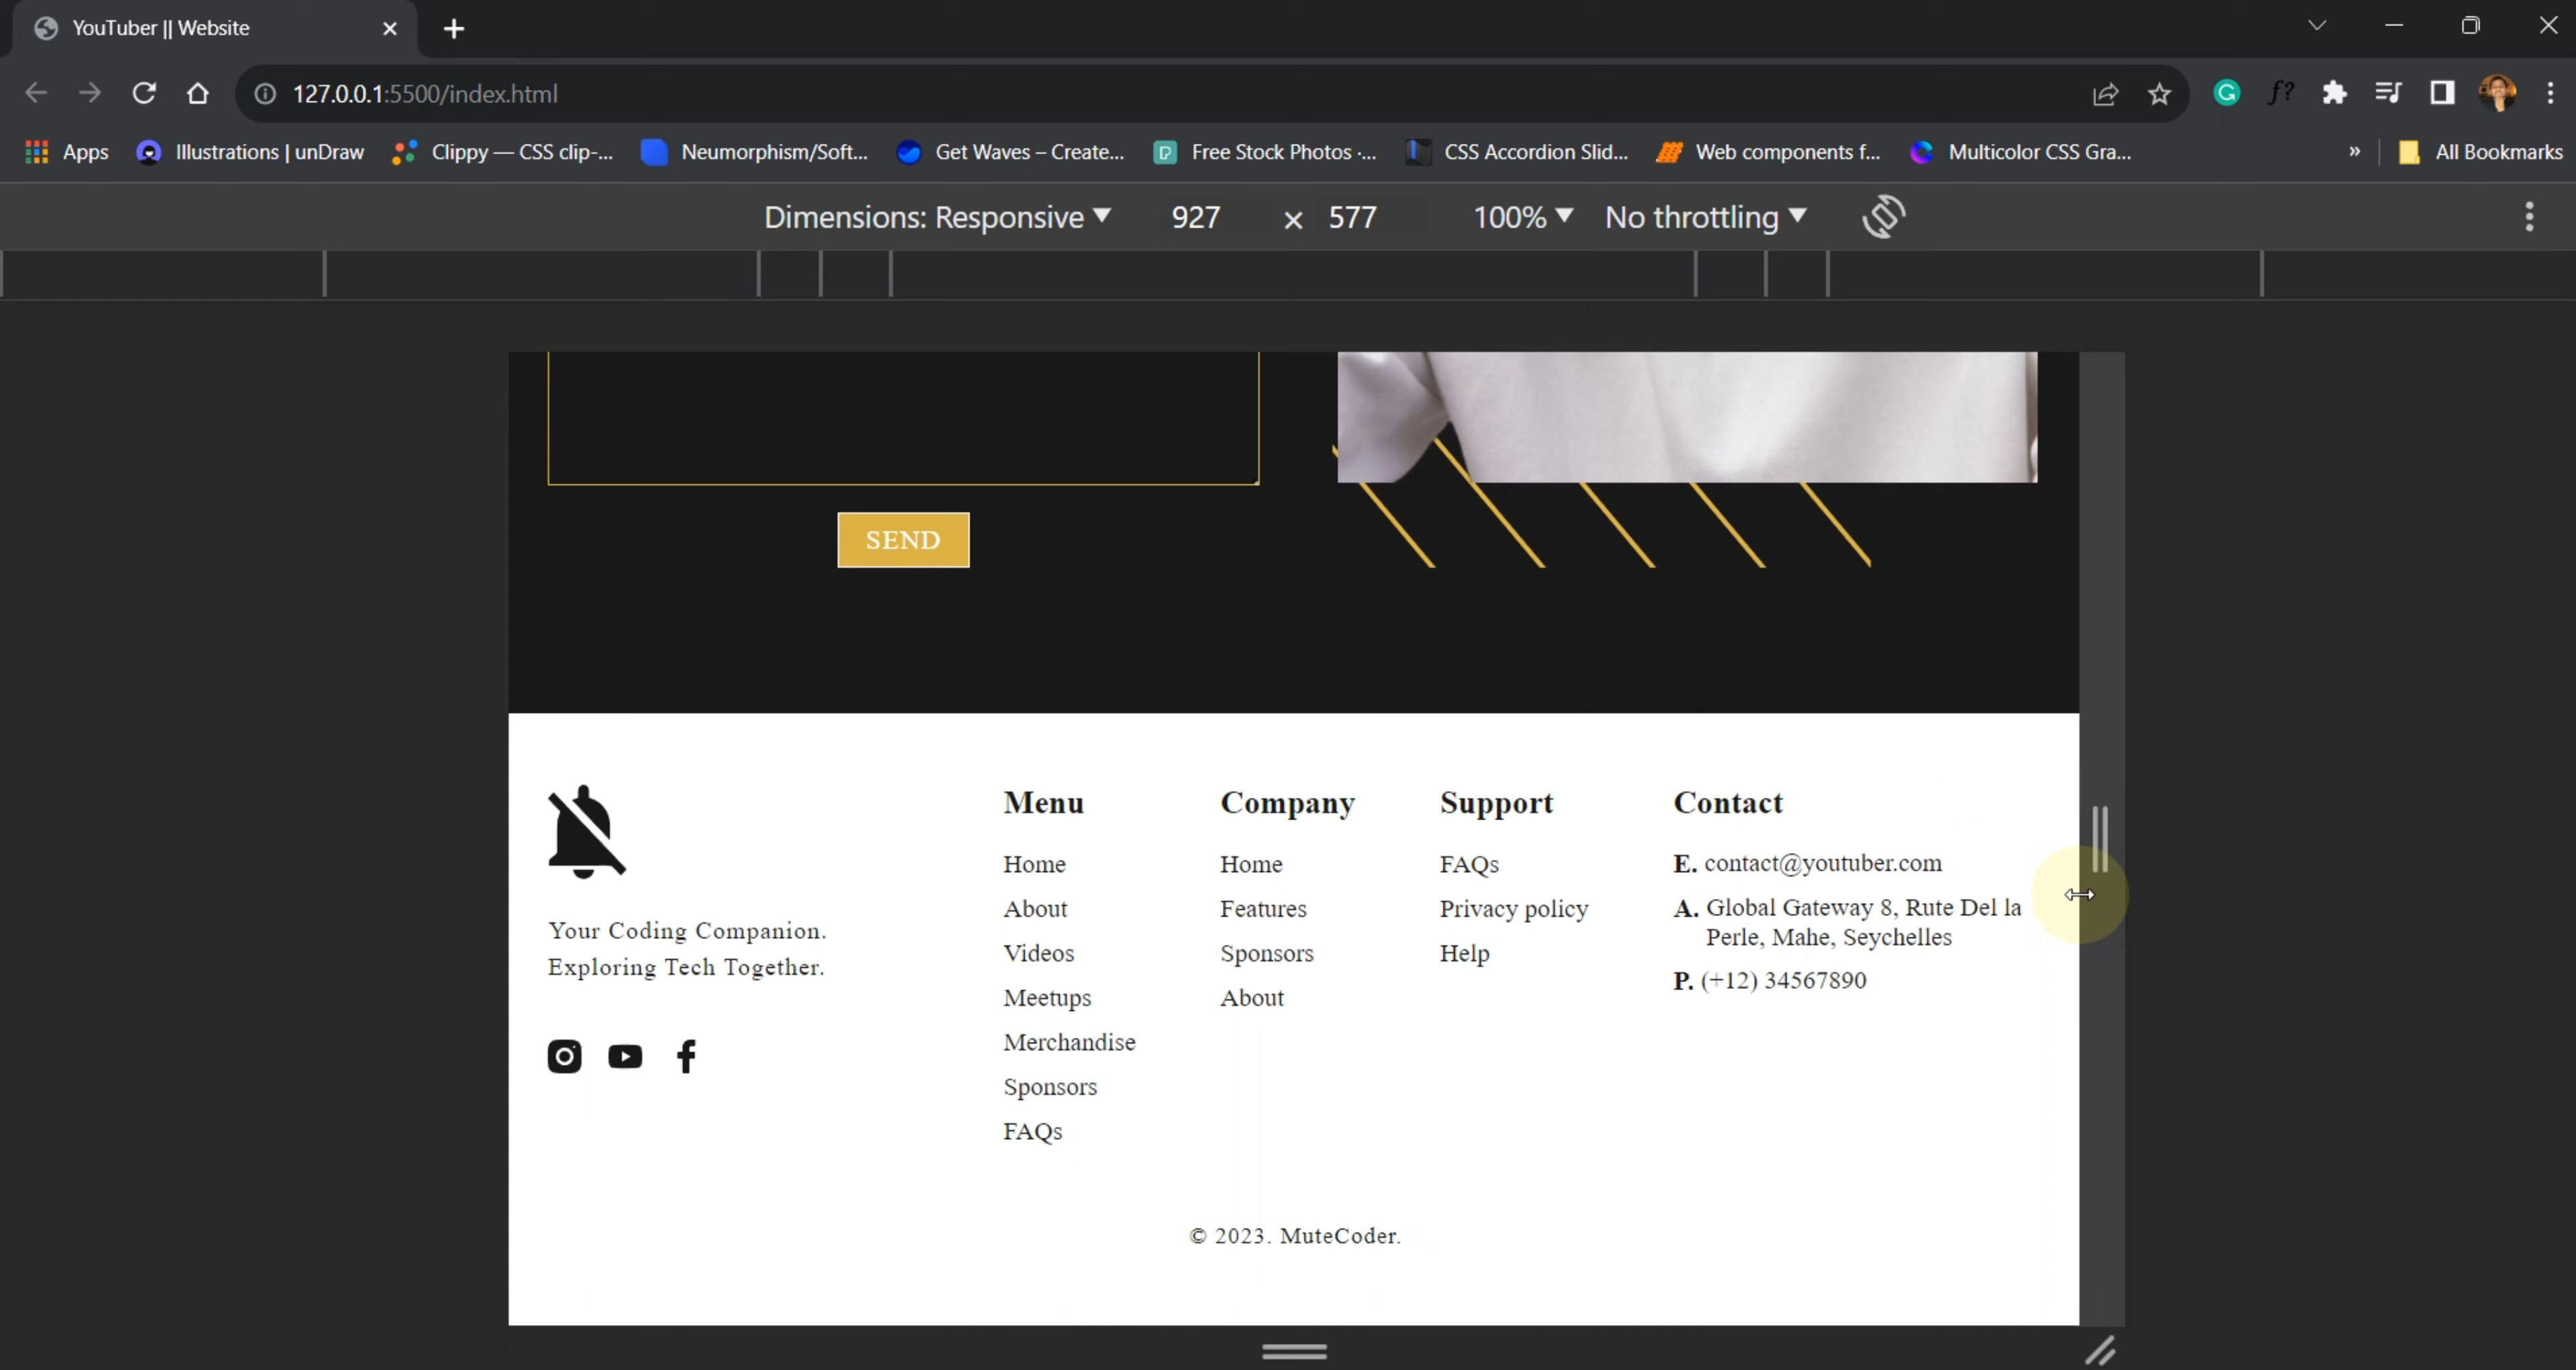 YouTuber || Website
127.0.0.1:5500/index.html
Apps
Illustrations | unDraw
Clippy — CSS clip-...
Neumorphism/Soft...
Get Waves – Create...
Free Stock Photos ·...
CSS Accordion Slid...
Web components f...
Multicolor CSS Gra...
»
All Bookmarks
Dimensions: Responsive 927 × 577 100% No throttling
SEND
Your Coding Companion.
Exploring Tech Together.
Menu
Home
About
Videos
Meetups
Merchandise
Sponsors
FAQs
Company
Home
Features
Sponsors
About
Support
FAQs
Privacy policy
Help
Contact
E. contact@youtuber.com
A. Global Gateway 8, Rute Del la
Perle, Mahe, Seychelles
P. (+12) 34567890
© 2023. MuteCoder.